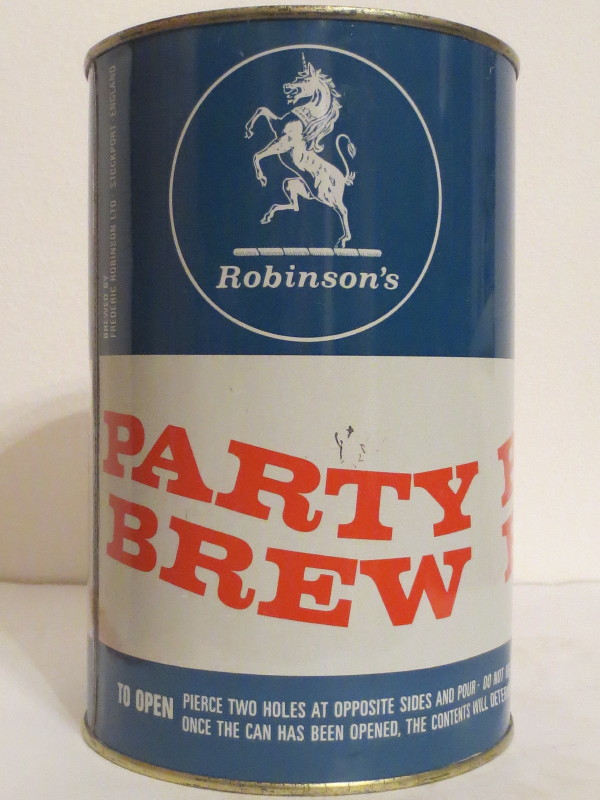 BREWED BY
FREDERIC ROBINSON LTD STOCKPORT ENGLAND
Robinson's
PARTY
BREW
TO OPEN
PIERCE TWO HOLES AT OPPOSITE SIDES AND POUR - DO NOT
ONCE THE CAN HAS BEEN OPENED, THE CONTENTS WILL